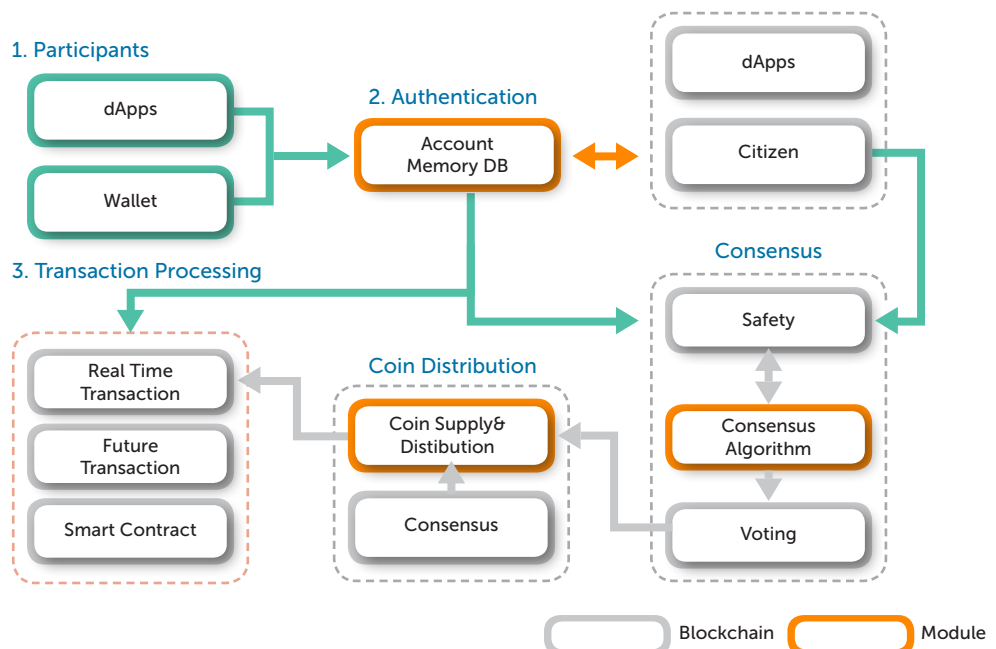 1. Participants
dApps
Wallet
2. Authentication
Account
Memory DB
dApps
Citizen
3. Transaction Processing
Real Time
Transaction
Future
Transaction
Smart Contract
Coin Distribution
Coin Supply&
Distibution
Consensus
Consensus
Safety
Consensus
Algorithm
Voting
Blockchain
Module